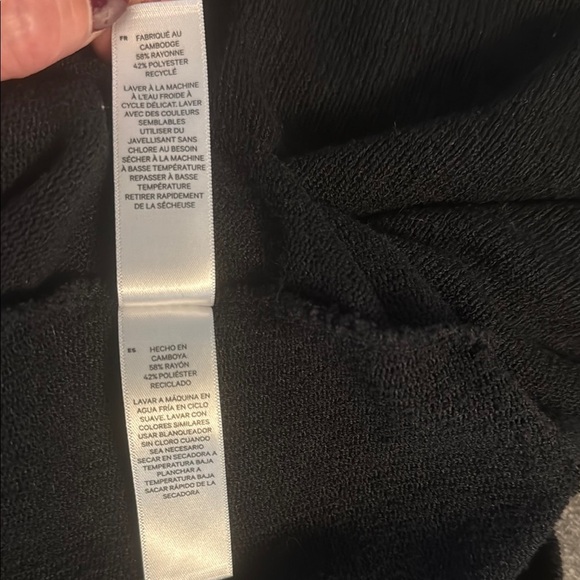 FR FABRIQUÉ AU
CAMBODGE
58% RAYONNE
42% POLYESTER
RECYCLÉ
LAVER À LA MACHINE
À L'EAU FROIDE À
CYCLE DÉLICAT. LAVER
AVEC DES COULEURS
SEMBLABLES
UTILISER DU
JAVELLISANT SANS
CHLORE AU BESOIN
SÉCHER À LA MACHINE
À BASSE TEMPÉRATURE
REPASSER À BASSE
TEMPÉRATURE
RETIRER RAPIDEMENT
DE LA SÉCHEUSE
ES HECHO EN
CAMBOYA
58% RAYÓN
42% POLIÉSTER
RECICLADO
LAVAR A MÁQUINA EN
AGUA FRÍA EN CICLO
SUAVE. LAVAR CON
COLORES SIMILARES
USAR BLANQUEADOR
SIN CLORO CUANDO
SEA NECESARIO
SECAR EN SECADORA A
TEMPERATURA BAJA
PLANCHAR A
TEMPERATURA BAJA
SACAR RÁPIDO DE LA
SECADORA